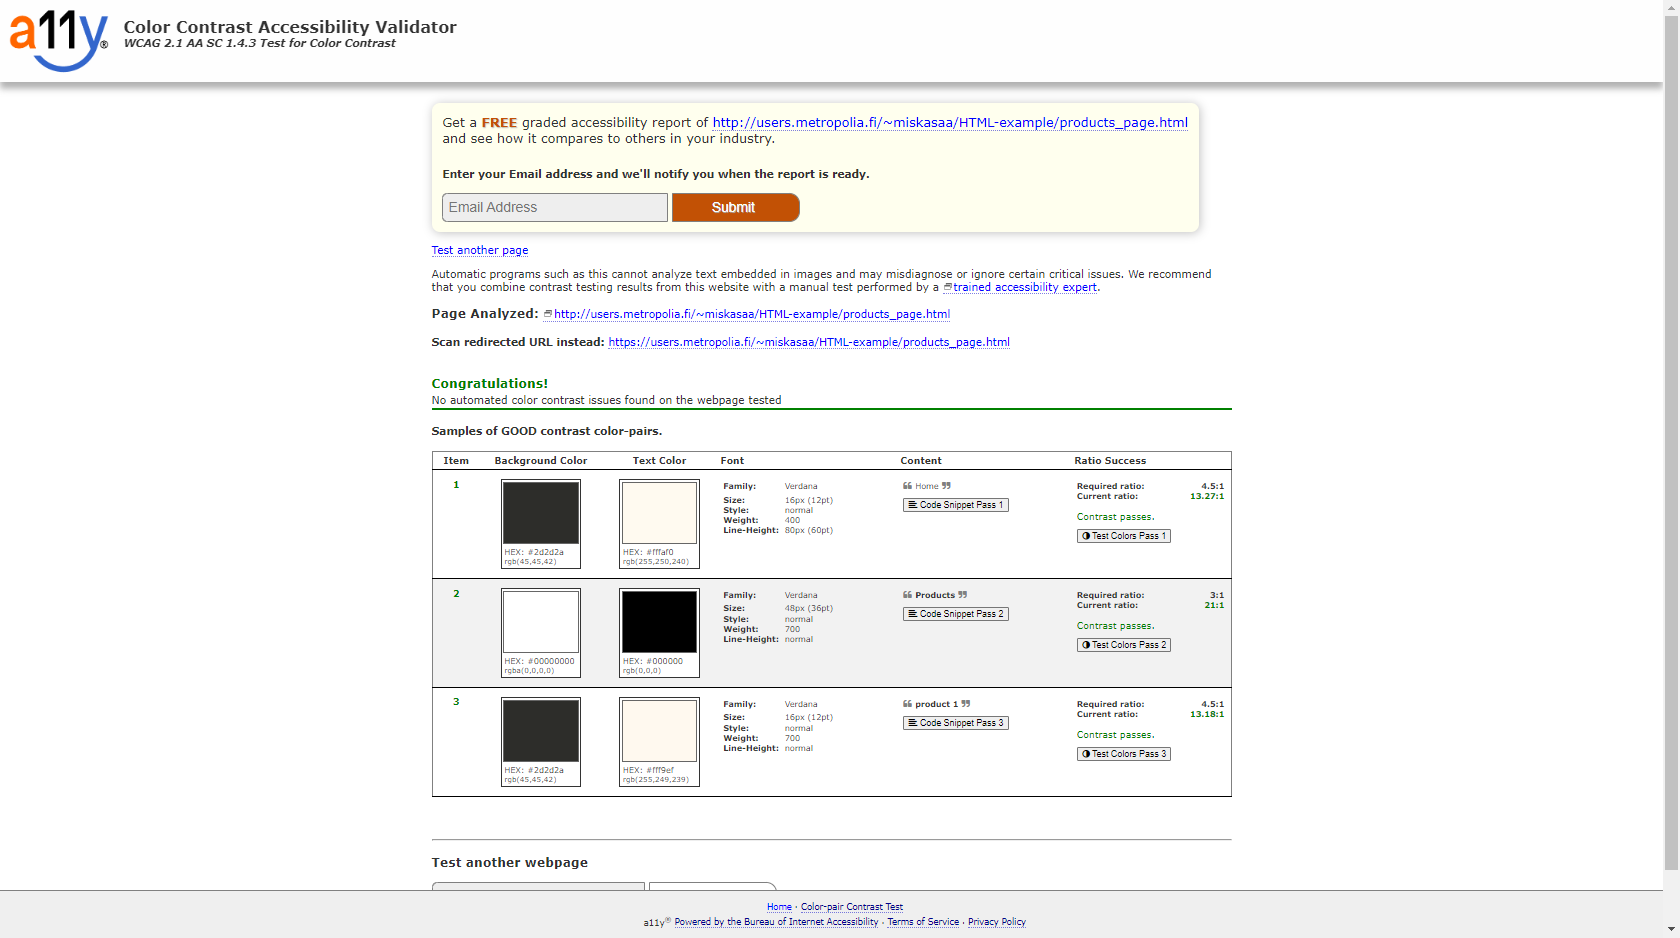 a11y®
Color Contrast Accessibility Validator
WCAG 2.1 AA SC 1.4.3 Test for Color Contrast
Get a FREE graded accessibility report of http://users.metropolia.fi/~miskasaa/HTML-example/products_page.html
and see how it compares to others in your industry.
Enter your Email address and we'll notify you when the report is ready.
Email Address Submit
Test another page
Automatic programs such as this cannot analyze text embedded in images and may misdiagnose or ignore certain critical issues. We recommend
that you combine contrast testing results from this website with a manual test performed by a trained accessibility expert.
Page Analyzed: http://users.metropolia.fi/~miskasaa/HTML-example/products_page.html
Scan redirected URL instead: https://users.metropolia.fi/~miskasaa/HTML-example/products_page.html
Congratulations!
No automated color contrast issues found on the webpage tested
Samples of GOOD contrast color-pairs.
Item Background Color Text Color Font Content Ratio Success
1
HEX: #2d2d2a
rgb(45,45,42)
HEX: #fffaf0
rgb(255,250,240)
Family: Verdana
Size: 16px (12pt)
Style: normal
Weight: 400
Line-Height: 80px (60pt)
❝ Home ❞
Code Snippet Pass 1
Required ratio: 4.5:1
Current ratio: 13.27:1
Contrast passes.
Test Colors Pass 1
2
HEX: #00000000
rgba(0,0,0,0)
HEX: #000000
rgb(0,0,0)
Family: Verdana
Size: 48px (36pt)
Style: normal
Weight: 700
Line-Height: normal
❝ Products ❞
Code Snippet Pass 2
Required ratio: 3:1
Current ratio: 21:1
Contrast passes.
Test Colors Pass 2
3
HEX: #2d2d2a
rgb(45,45,42)
HEX: #fff9ef
rgb(255,249,239)
Family: Verdana
Size: 16px (12pt)
Style: normal
Weight: 700
Line-Height: normal
❝ product 1 ❞
Code Snippet Pass 3
Required ratio: 4.5:1
Current ratio: 13.18:1
Contrast passes.
Test Colors Pass 3
Test another webpage
Home · Color-pair Contrast Test
a11y® Powered by the Bureau of Internet Accessibility · Terms of Service · Privacy Policy